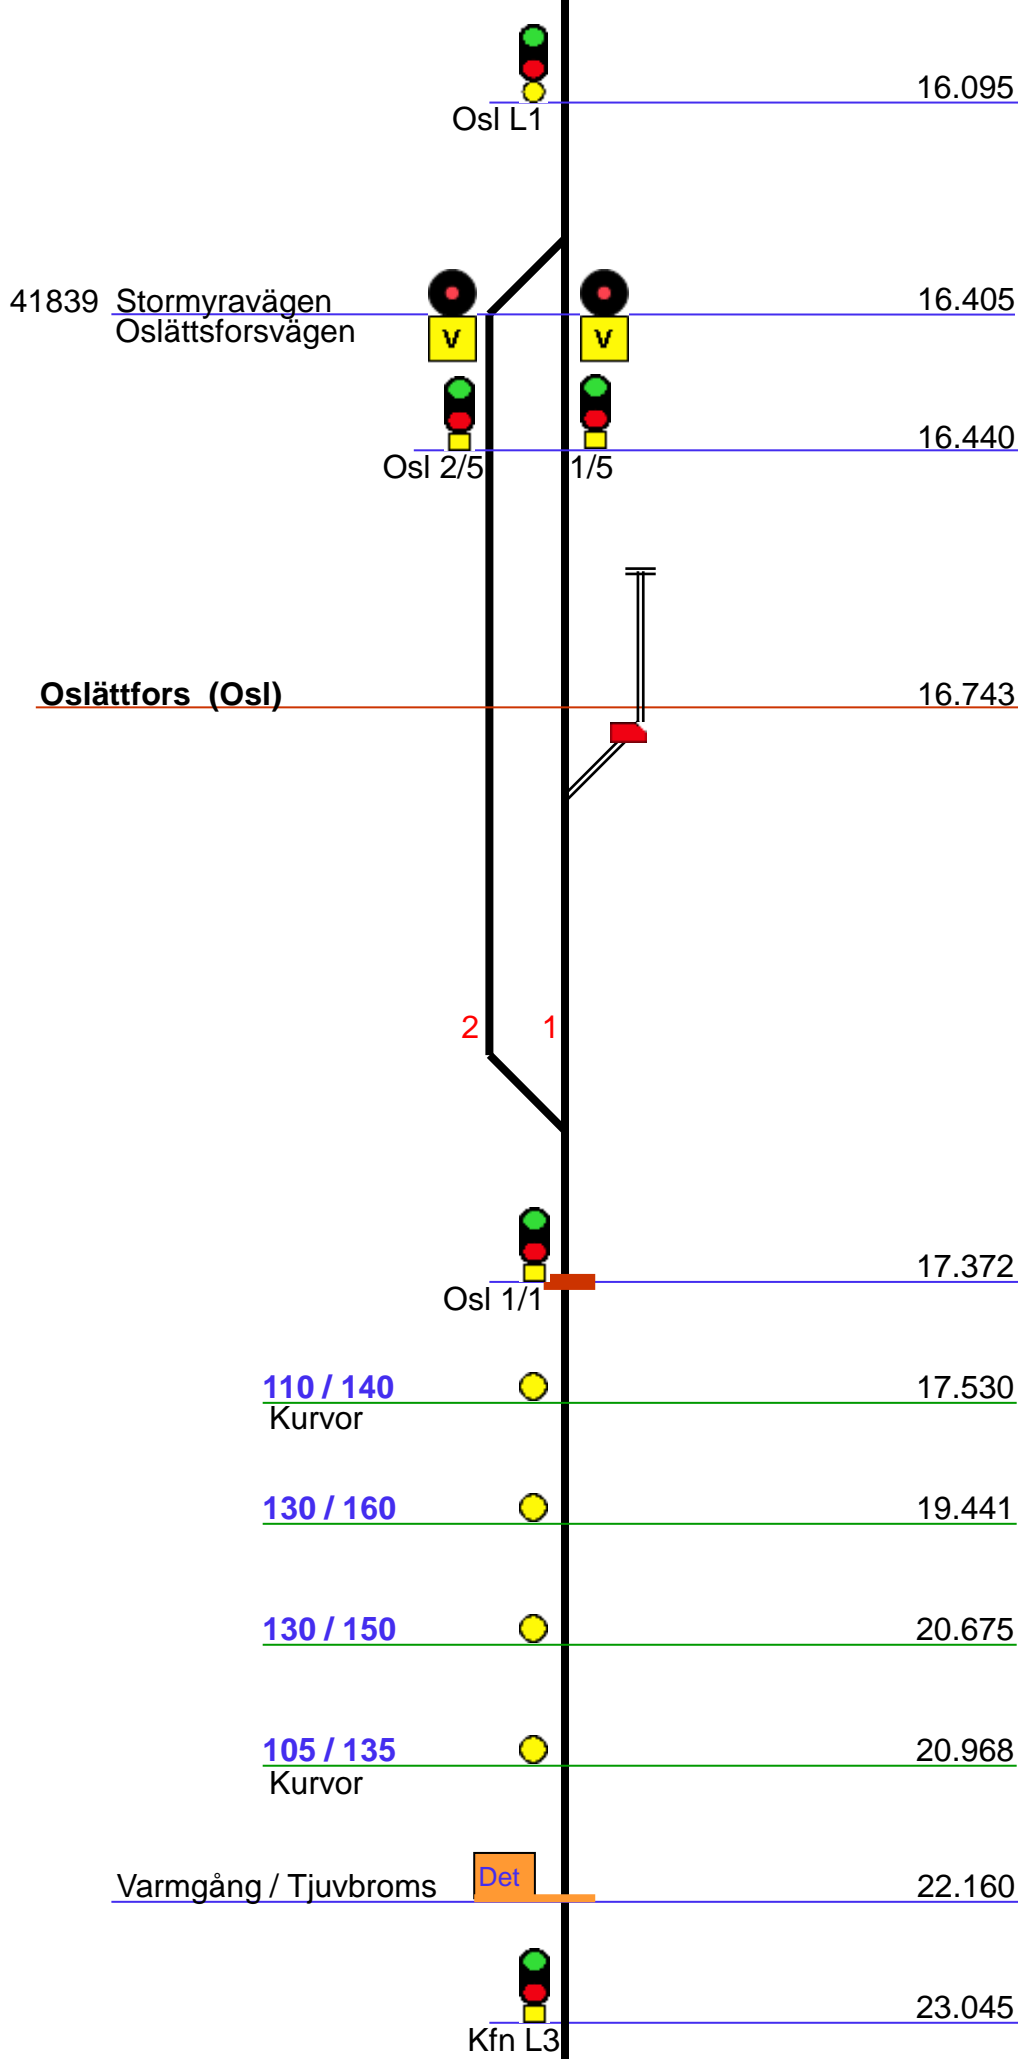 16.095
Osl L1
41839 Stormyravägen
16.405
Oslättsforsvägen
V
V
16.440
Osl 2/5
1/5
Oslättfors (Osl)
16.743
2
1
17.372
Osl 1/1
110 / 140
17.530
Kurvor
130 / 160
19.441
130 / 150
20.675
105 / 135
20.968
Kurvor
Varmgång / Tjuvbroms
Det
22.160
23.045
Kfn L3